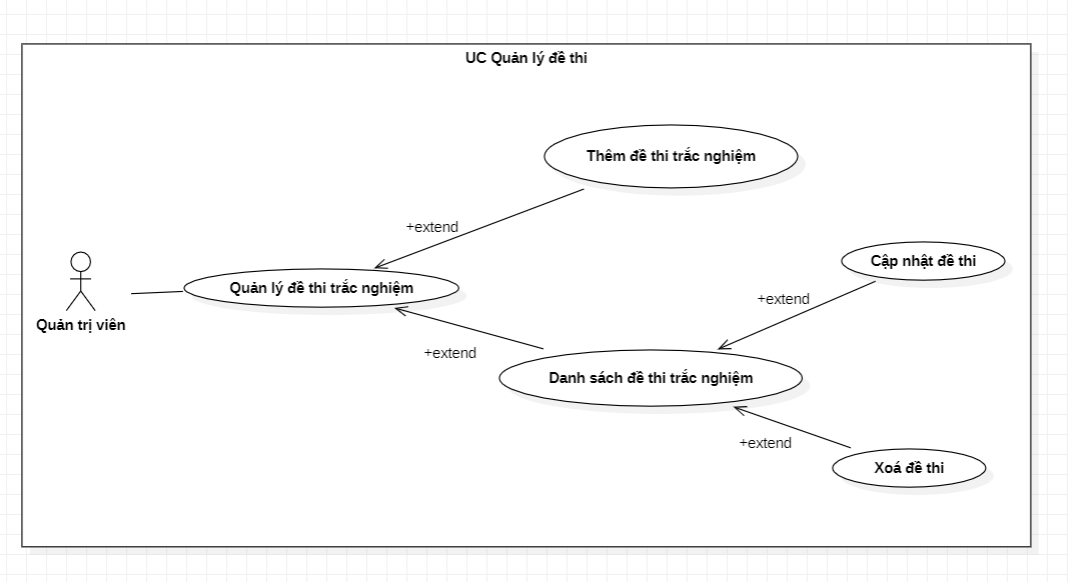 UC Quản lý đề thi
Thêm đề thi trắc nghiệm
+extend
Cập nhật đề thi
Quản lý đề thi trắc nghiệm
+extend
Quản trị viên
+extend
Danh sách đề thi trắc nghiệm
+extend
Xoá đề thi